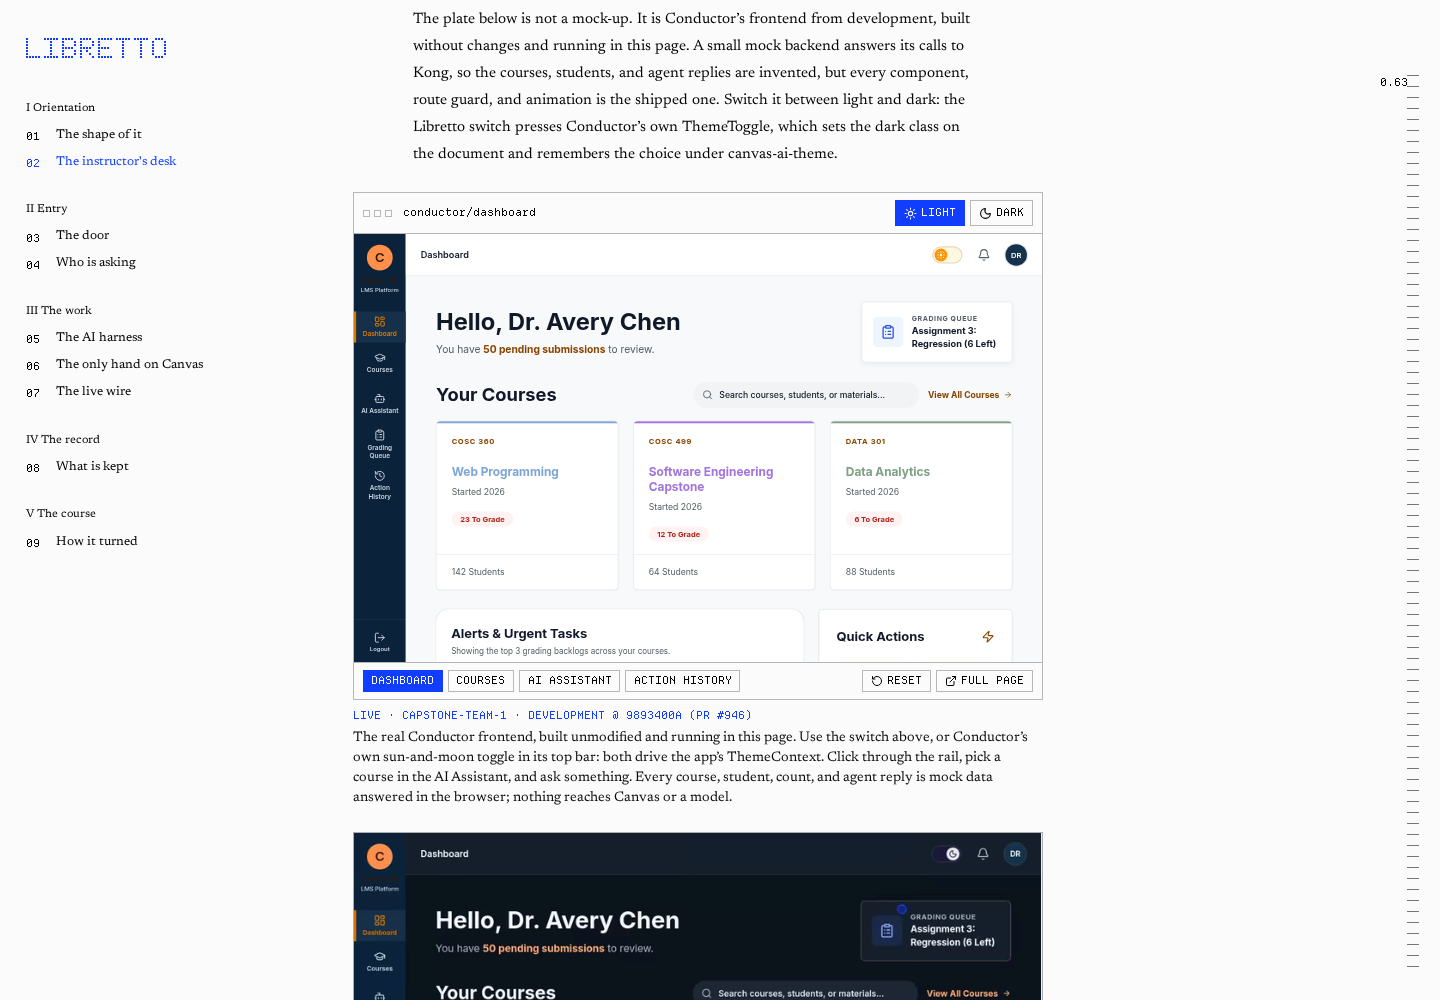 LIBRETTO
I Orientation
01 The shape of it
02 The instructor's desk
II Entry
03 The door
04 Who is asking
III The work
05 The AI harness
06 The only hand on Canvas
07 The live wire
IV The record
08 What is kept
V The course
09 How it turned
The plate below is not a mock-up. It is Conductor’s frontend from development, built
without changes and running in this page. A small mock backend answers its calls to
Kong, so the courses, students, and agent replies are invented, but every component,
route guard, and animation is the shipped one. Switch it between light and dark: the
Libretto switch presses Conductor’s own ThemeToggle, which sets the dark class on
the document and remembers the choice under canvas-ai-theme.
0.63
conductor/dashboard
LIGHT
DARK
C
LMS Platform
Dashboard
Courses
AI Assistant
Grading
Queue
Action
History
Logout
Dashboard
DR
Hello, Dr. Avery Chen
You have 50 pending submissions to review.
GRADING QUEUE
Assignment 3:
Regression (6 Left)
Your Courses
Search courses, students, or materials...
View All Courses →
COSC 360
Web Programming
Started 2026
23 To Grade
142 Students
COSC 499
Software Engineering
Capstone
Started 2026
12 To Grade
64 Students
DATA 301
Data Analytics
Started 2026
6 To Grade
88 Students
Alerts & Urgent Tasks
Showing the top 3 grading backlogs across your courses.
Quick Actions
DASHBOARD
COURSES
AI ASSISTANT
ACTION HISTORY
RESET
FULL PAGE
LIVE · CAPSTONE-TEAM-1 · DEVELOPMENT @ 9893400A (PR #946)
The real Conductor frontend, built unmodified and running in this page. Use the switch above, or Conductor’s
own sun-and-moon toggle in its top bar: both drive the app’s ThemeContext. Click through the rail, pick a
course in the AI Assistant, and ask something. Every course, student, count, and agent reply is mock data
answered in the browser; nothing reaches Canvas or a model.
C
LMS Platform
Dashboard
Courses
Dashboard
DR
Hello, Dr. Avery Chen
You have 50 pending submissions to review.
GRADING QUEUE
Assignment 3:
Regression (6 Left)
Your Courses
Search courses, students, or materials...
View All Courses →